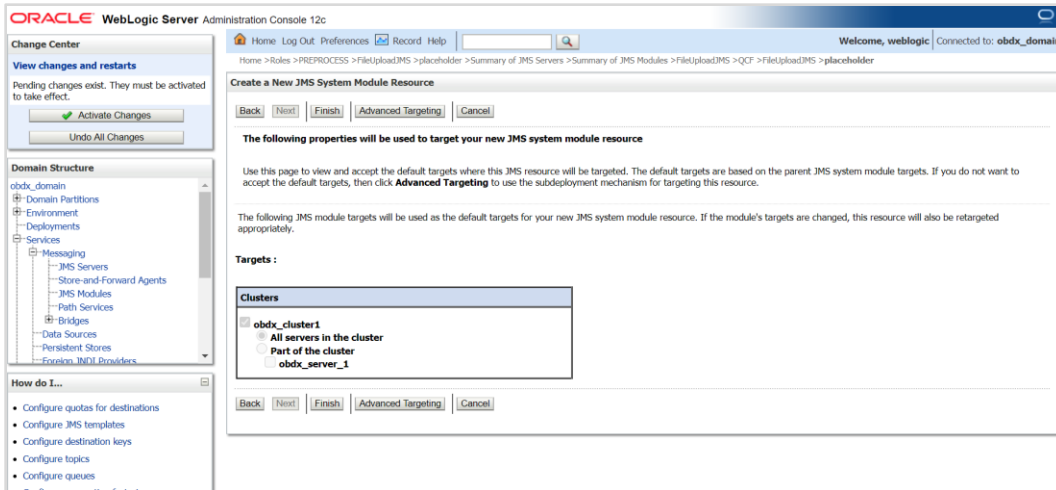 ORACLE WebLogic Server Administration Console 12c
Change Center
View changes and restarts
Pending changes exist. They must be activated
to take effect.
Activate Changes
Undo All Changes
Domain Structure
obdx_domain
Domain Partitions
Environment
Deployments
Services
Messaging
JMS Servers
Store-and-Forward Agents
JMS Modules
Path Services
Bridges
Data Sources
Persistent Stores
Foreign JNDI Providers
How do I...
Configure quotas for destinations
Configure JMS templates
Configure destination keys
Configure topics
Configure queues
Home Log Out Preferences Record Help
Welcome, weblogic Connected to: obdx_domain
Home >Roles >PREPROCESS >FileUploadJMS >placeholder >Summary of JMS Servers >Summary of JMS Modules >FileUploadJMS >QCF >FileUploadJMS >placeholder
Create a New JMS System Module Resource
Back Next Finish Advanced Targeting Cancel
The following properties will be used to target your new JMS system module resource
Use this page to view and accept the default targets where this JMS resource will be targeted. The default targets are based on the parent JMS system module targets. If you do not want to
accept the default targets, then click Advanced Targeting to use the subdeployment mechanism for targeting this resource.
The following JMS module targets will be used as the default targets for your new JMS system module resource. If the module's targets are changed, this resource will also be retargeted
appropriately.
Targets :
Clusters
obdx_cluster1
All servers in the cluster
Part of the cluster
obdx_server_1
Back Next Finish Advanced Targeting Cancel